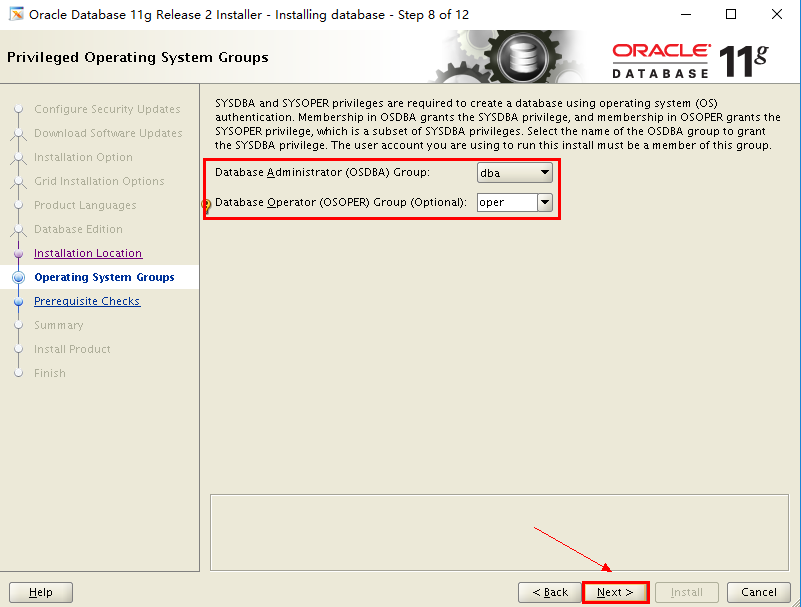 Oracle Database 11g Release 2 Installer - Installing database - Step 8 of 12
Privileged Operating System Groups
ORACLE
DATABASE
11g
Configure Security Updates
Download Software Updates
Installation Option
Grid Installation Options
Product Languages
Database Edition
Installation Location
Operating System Groups
Prerequisite Checks
Summary
Install Product
Finish
SYSDBA and SYSOPER privileges are required to create a database using operating system (OS)
authentication. Membership in OSDBA grants the SYSDBA privilege, and membership in OSOPER grants the
SYSOPER privilege, which is a subset of SYSDBA privileges. Select the name of the OSDBA group to grant
the SYSDBA privilege. The user account you are using to run this install must be a member of this group.
Database Administrator (OSDBA) Group: dba
Database Operator (OSOPER) Group (Optional): oper
Help < Back Next > Install Cancel